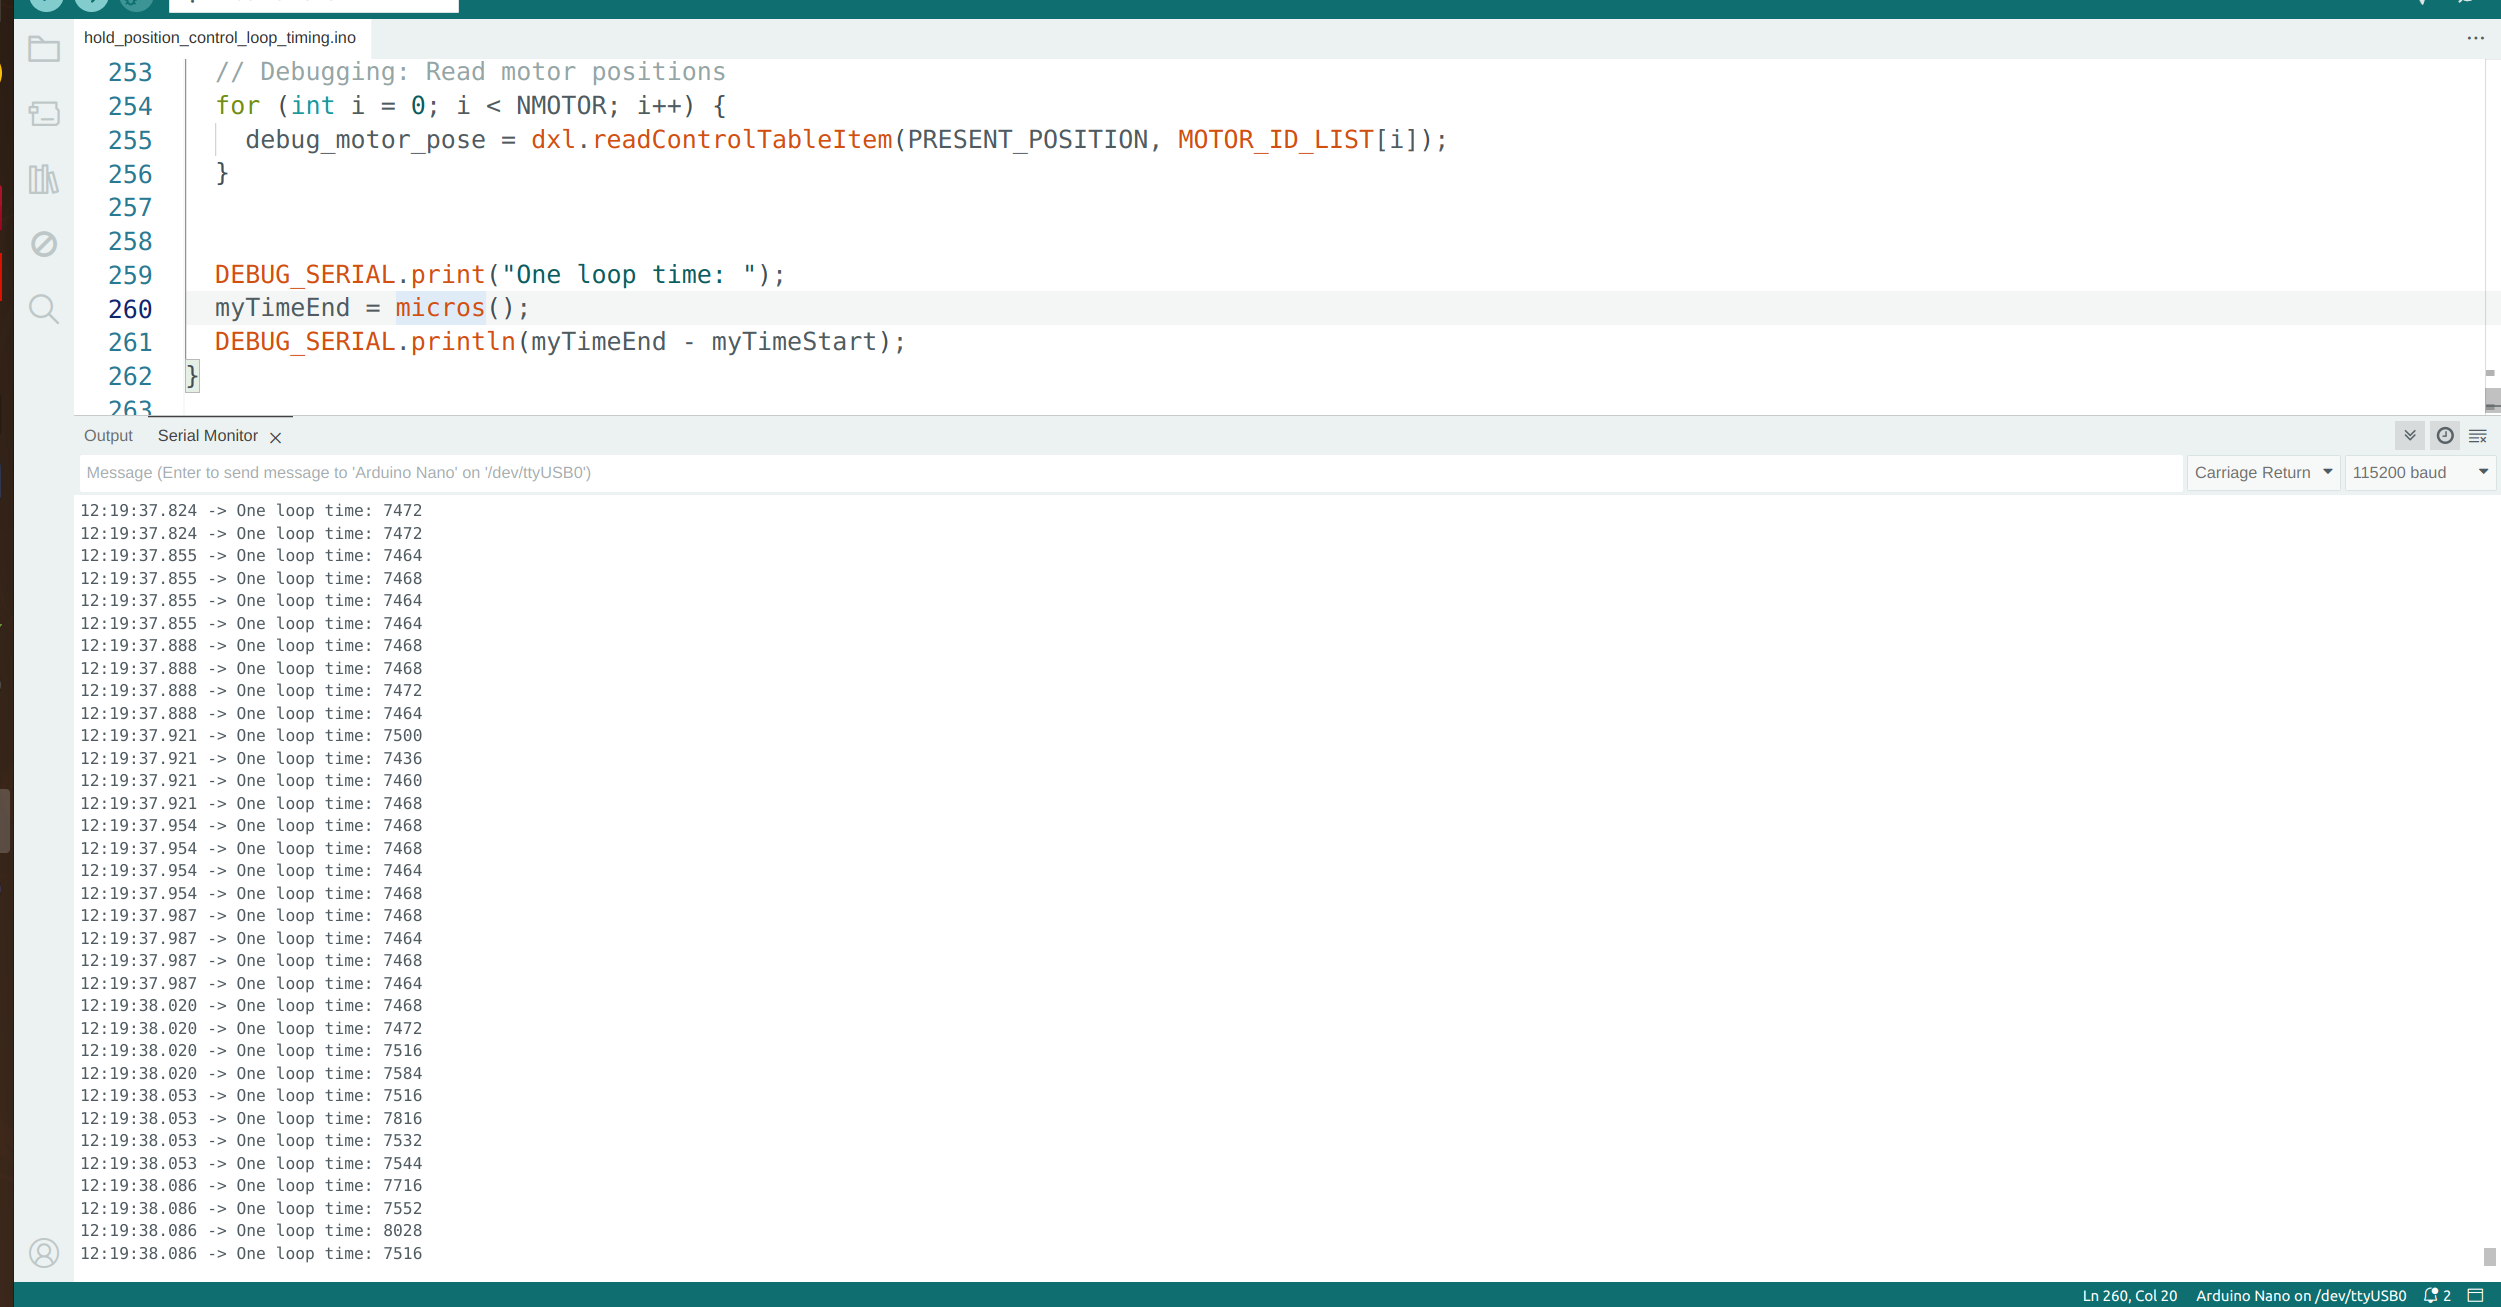 hold_position_control_loop_timing.ino
253 // Debugging: Read motor positions
254 for (int i = 0; i < NMOTOR; i++) {
255 debug_motor_pose = dxl.readControlTableItem(PRESENT_POSITION, MOTOR_ID_LIST[i]);
256 }
257
258
259 DEBUG_SERIAL.print("One loop time: ");
260 myTimeEnd = micros();
261 DEBUG_SERIAL.println(myTimeEnd - myTimeStart);
262 }
263
Output Serial Monitor
Message (Enter to send message to 'Arduino Nano' on '/dev/ttyUSB0') Carriage Return 115200 baud
12:19:37.824 -> One loop time: 7472
12:19:37.824 -> One loop time: 7472
12:19:37.855 -> One loop time: 7464
12:19:37.855 -> One loop time: 7468
12:19:37.855 -> One loop time: 7464
12:19:37.855 -> One loop time: 7464
12:19:37.888 -> One loop time: 7468
12:19:37.888 -> One loop time: 7468
12:19:37.888 -> One loop time: 7472
12:19:37.888 -> One loop time: 7464
12:19:37.921 -> One loop time: 7500
12:19:37.921 -> One loop time: 7436
12:19:37.921 -> One loop time: 7460
12:19:37.921 -> One loop time: 7468
12:19:37.954 -> One loop time: 7468
12:19:37.954 -> One loop time: 7468
12:19:37.954 -> One loop time: 7464
12:19:37.954 -> One loop time: 7468
12:19:37.987 -> One loop time: 7468
12:19:37.987 -> One loop time: 7464
12:19:37.987 -> One loop time: 7468
12:19:37.987 -> One loop time: 7464
12:19:38.020 -> One loop time: 7468
12:19:38.020 -> One loop time: 7472
12:19:38.020 -> One loop time: 7516
12:19:38.020 -> One loop time: 7584
12:19:38.053 -> One loop time: 7516
12:19:38.053 -> One loop time: 7816
12:19:38.053 -> One loop time: 7532
12:19:38.053 -> One loop time: 7544
12:19:38.086 -> One loop time: 7716
12:19:38.086 -> One loop time: 7552
12:19:38.086 -> One loop time: 8028
12:19:38.086 -> One loop time: 7516
Ln 260, Col 20 Arduino Nano on /dev/ttyUSB0 2